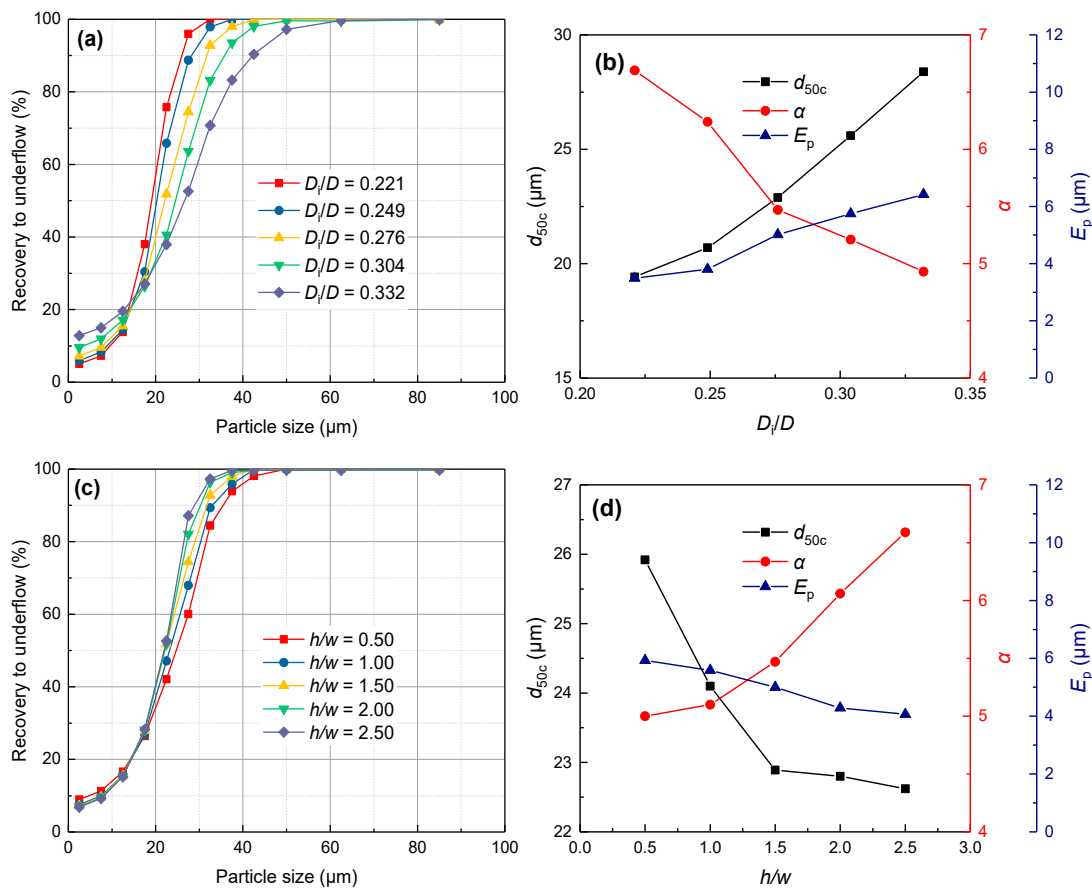 (a)
100
80
60
40
20
0
Recovery to underflow (%)
Di/D = 0.221
Di/D = 0.249
Di/D = 0.276
Di/D = 0.304
Di/D = 0.332
0 20 40 60 80 100
Particle size (µm)
(b)
30
25
20
15
d50c (µm)
d50c
α
Ep
7
6
5
4
α
12
10
8
6
4
2
0
Ep (µm)
0.20 0.25 0.30 0.35
Di/D
(c)
100
80
60
40
20
0
Recovery to underflow (%)
h/w = 0.50
h/w = 1.00
h/w = 1.50
h/w = 2.00
h/w = 2.50
0 20 40 60 80 100
Particle size (µm)
(d)
27
26
25
24
23
22
d50c (µm)
d50c
α
Ep
7
6
5
4
α
12
10
8
6
4
2
0
Ep (µm)
0.0 0.5 1.0 1.5 2.0 2.5 3.0
h/w